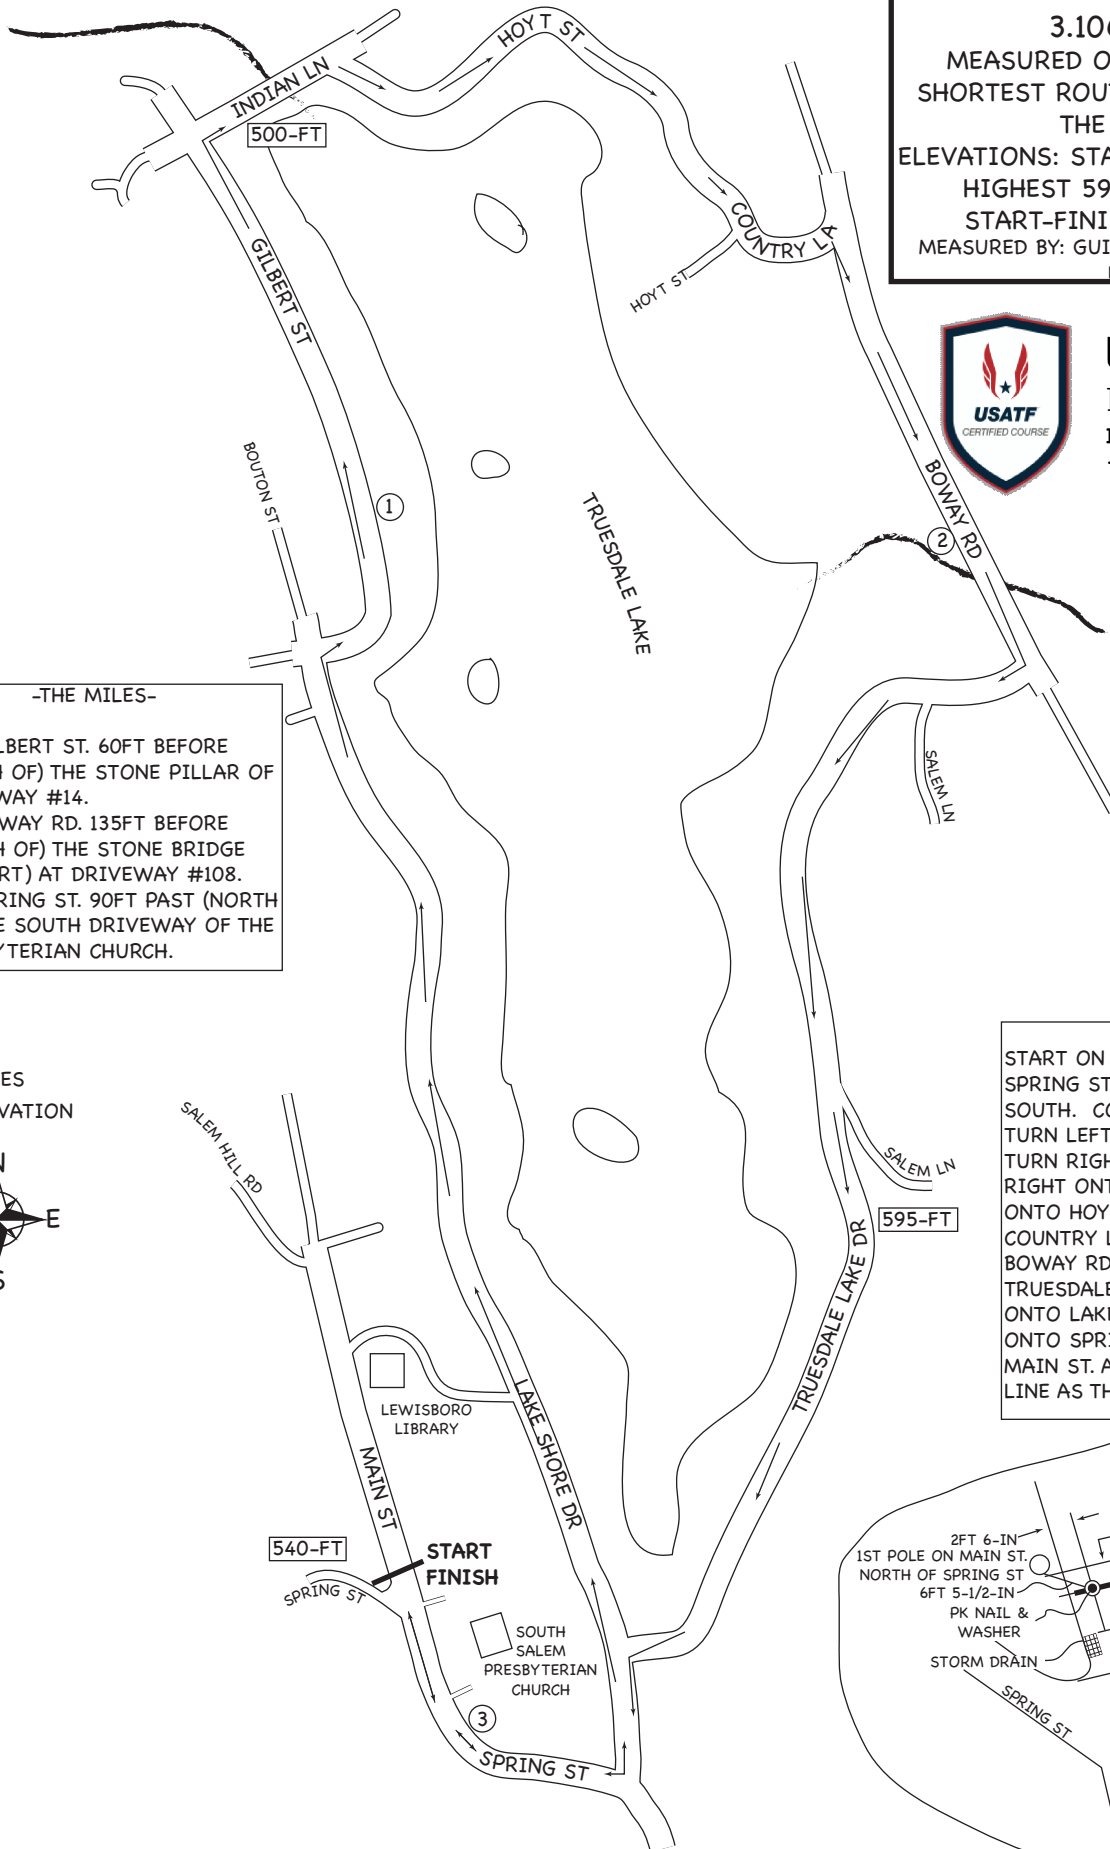 3.10
MEASURED O
SHORTEST ROU
THE
ELEVATIONS: STA
HIGHEST 59
START-FINI
MEASURED BY: GUI
USATF
CERTIFIED COURSE
HOYT ST
INDIAN LN
500-FT
GILBERT ST
COUNTRY LA
HOYT ST
BOUTON ST
1
TRUESDALE LAKE
BOWAY RD
2
SALEM LN
-THE MILES-
LBERT ST. 60FT BEFORE
H OF) THE STONE PILLAR OF
WAY #14.
WAY RD. 135FT BEFORE
H OF) THE STONE BRIDGE
RT) AT DRIVEWAY #108.
RING ST. 90FT PAST (NORTH
E SOUTH DRIVEWAY OF THE
YTERIAN CHURCH.
ES
VATION
N
E
S
SALEM HILL RD
SALEM LN
595-FT
TRUESDALE LAKE DR
START ON
SPRING ST
SOUTH. CO
TURN LEFT
TURN RIGH
RIGHT ONT
ONTO HOY
COUNTRY L
BOWAY RD
TRUESDALE
ONTO LAKE
ONTO SPRI
MAIN ST. A
LINE AS TH
LEWISBORO
LIBRARY
LAKE SHORE DR
MAIN ST
540-FT
START
FINISH
SPRING ST
SOUTH
SALEM
PRESBYTERIAN
CHURCH
3
SPRING ST
2FT 6-IN
1ST POLE ON MAIN ST.
NORTH OF SPRING ST
6FT 5-1/2-IN
PK NAIL &
WASHER
STORM DRAIN
SPRING ST